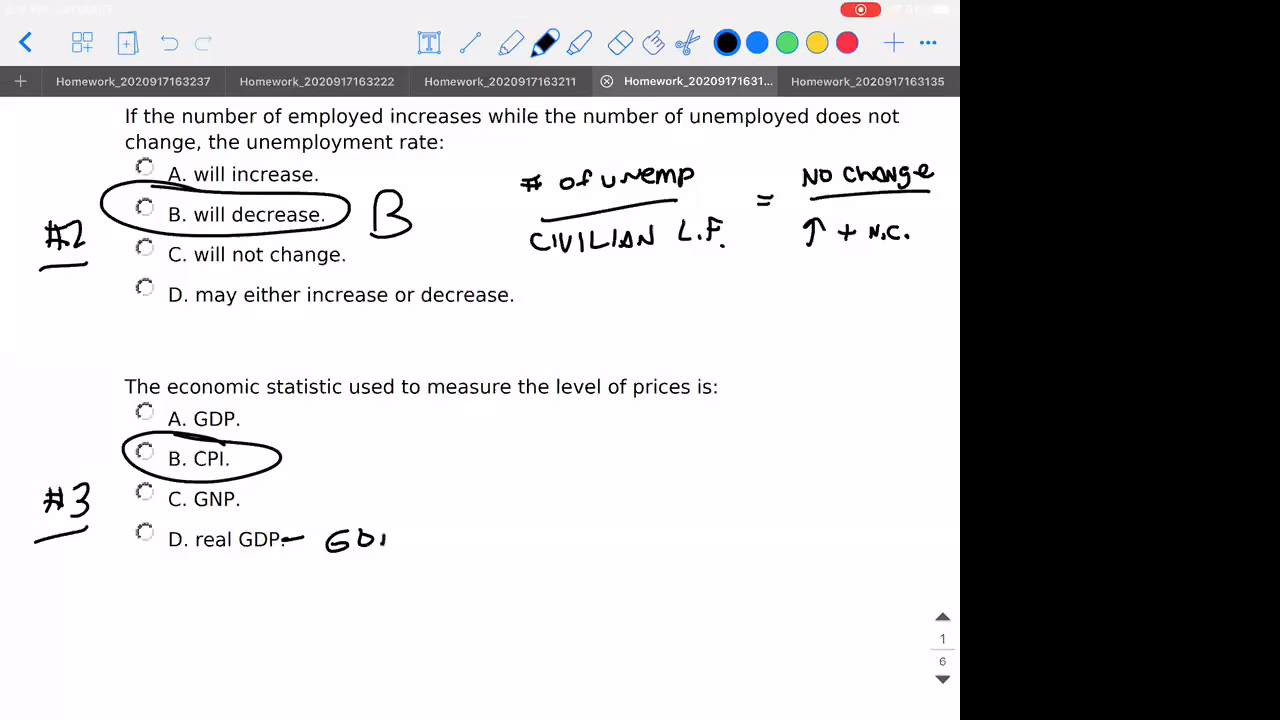 Homework_2020917163237
Homework_2020917163222
Homework_2020917163211
Homework_20209171631...
Homework_2020917163135
If the number of employed increases while the number of unemployed does not
change, the unemployment rate:
A. will increase.
B. will decrease. B
C. will not change.
D. may either increase or decrease.
#2
# of unemp
CIVILIAN L.F.
=
No change
↑ + N.C.
The economic statistic used to measure the level of prices is:
A. GDP.
B. CPI.
C. GNP.
D. real GDP.
#3
1
6